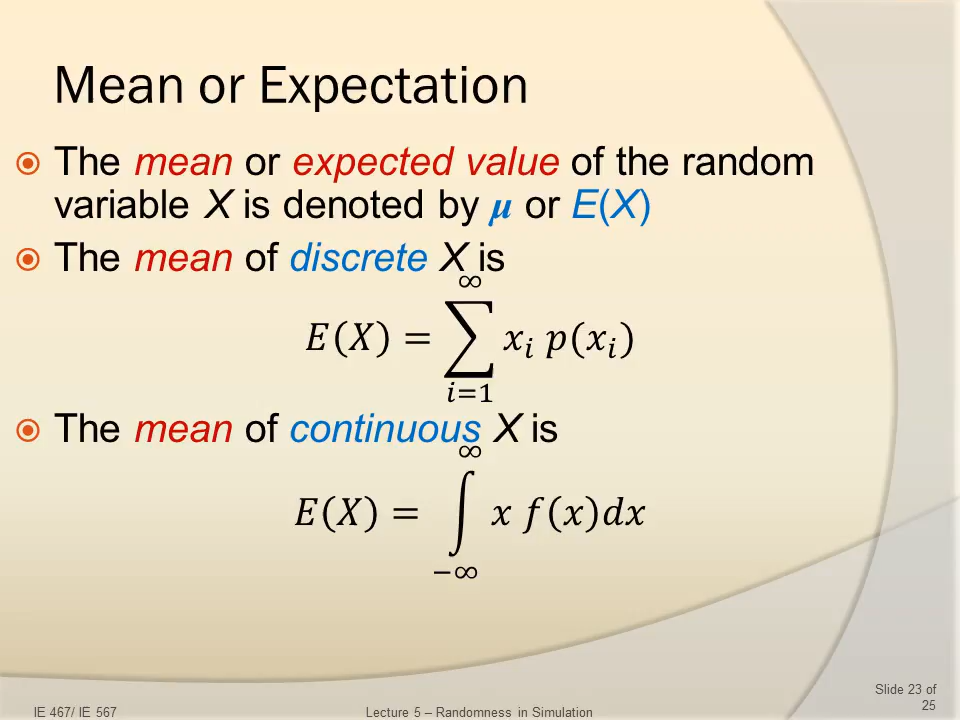 Mean or Expectation
The mean or expected value of the random
variable X is denoted by μ or E(X)
The mean of discrete X is
∞
E(X) = ∑ xᵢ p(xᵢ)
i=1
The mean of continuous X is
∞
E(X) = ∫ x f(x)dx
−∞
Slide 23 of
25
IE 467/ IE 567 Lecture 5 – Randomness in Simulation